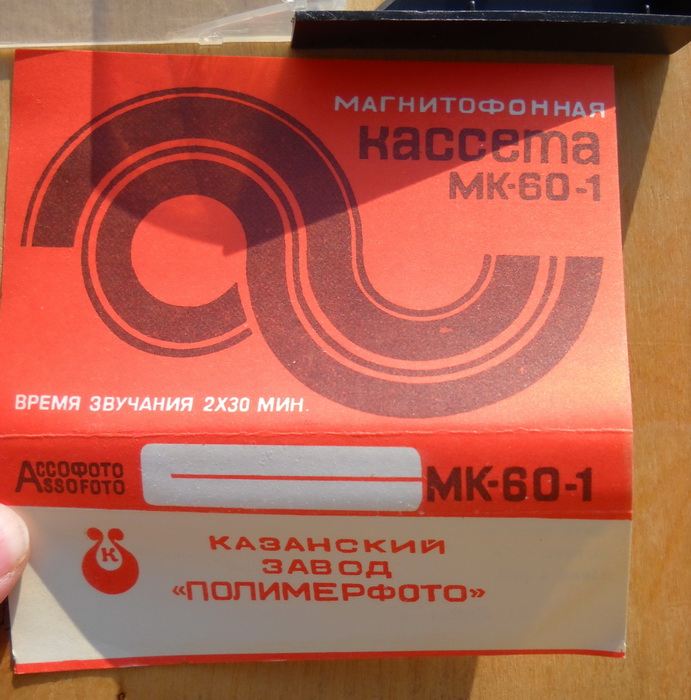 МАГНИТОФОННАЯ
кассета
МК-60-1
ВРЕМЯ ЗВУЧАНИЯ 2Х30 МИН.
АССОФОТО
ASSOFOTO
МК-60-1
К
КАЗАНСКИЙ
ЗАВОД
«ПОЛИМЕРФОТО»